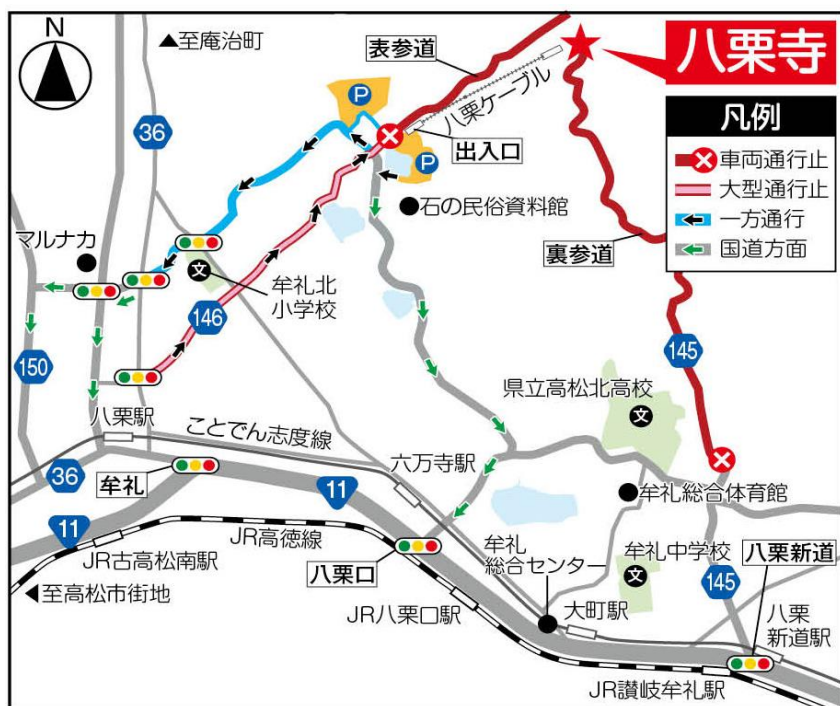 N
▲至庵治町
表参道
八栗寺
八栗ケーブル
凡例
車両通行止
大型通行止
一方通行
国道方面
36
P
出入口
P
石の民俗資料館
マルナカ
文
牟礼北
小学校
裏参道
146
150
145
県立高松北高校
文
八栗駅
ことでん志度線
六万寺駅
36
牟礼
11
牟礼総合体育館
11
JR高徳線
牟礼
総合センター
牟礼中学校
文
八栗新道
JR古高松南駅
八栗口
◀至高松市街地
145
JR八栗口駅
大町駅
八栗
新道駅
JR讃岐牟礼駅